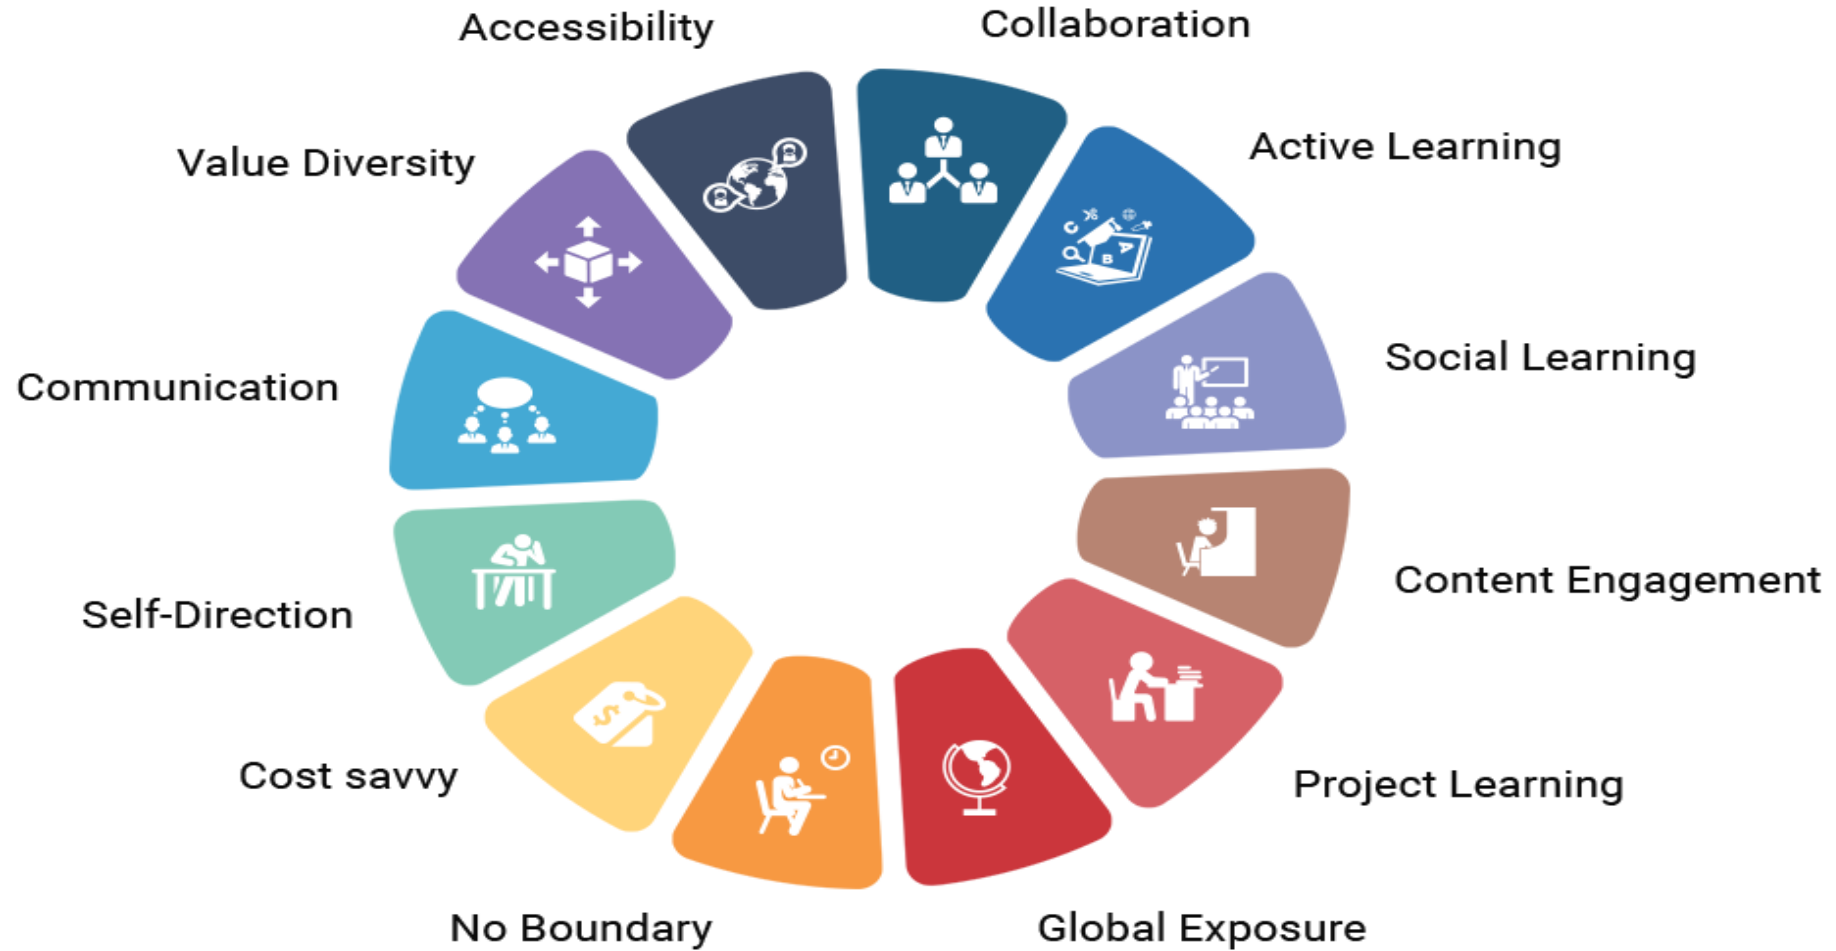 Accessibility
Collaboration
Value Diversity
Active Learning
Communication
Social Learning
Self-Direction
Content Engagement
Cost savvy
Project Learning
No Boundary
Global Exposure
C
A
B
$